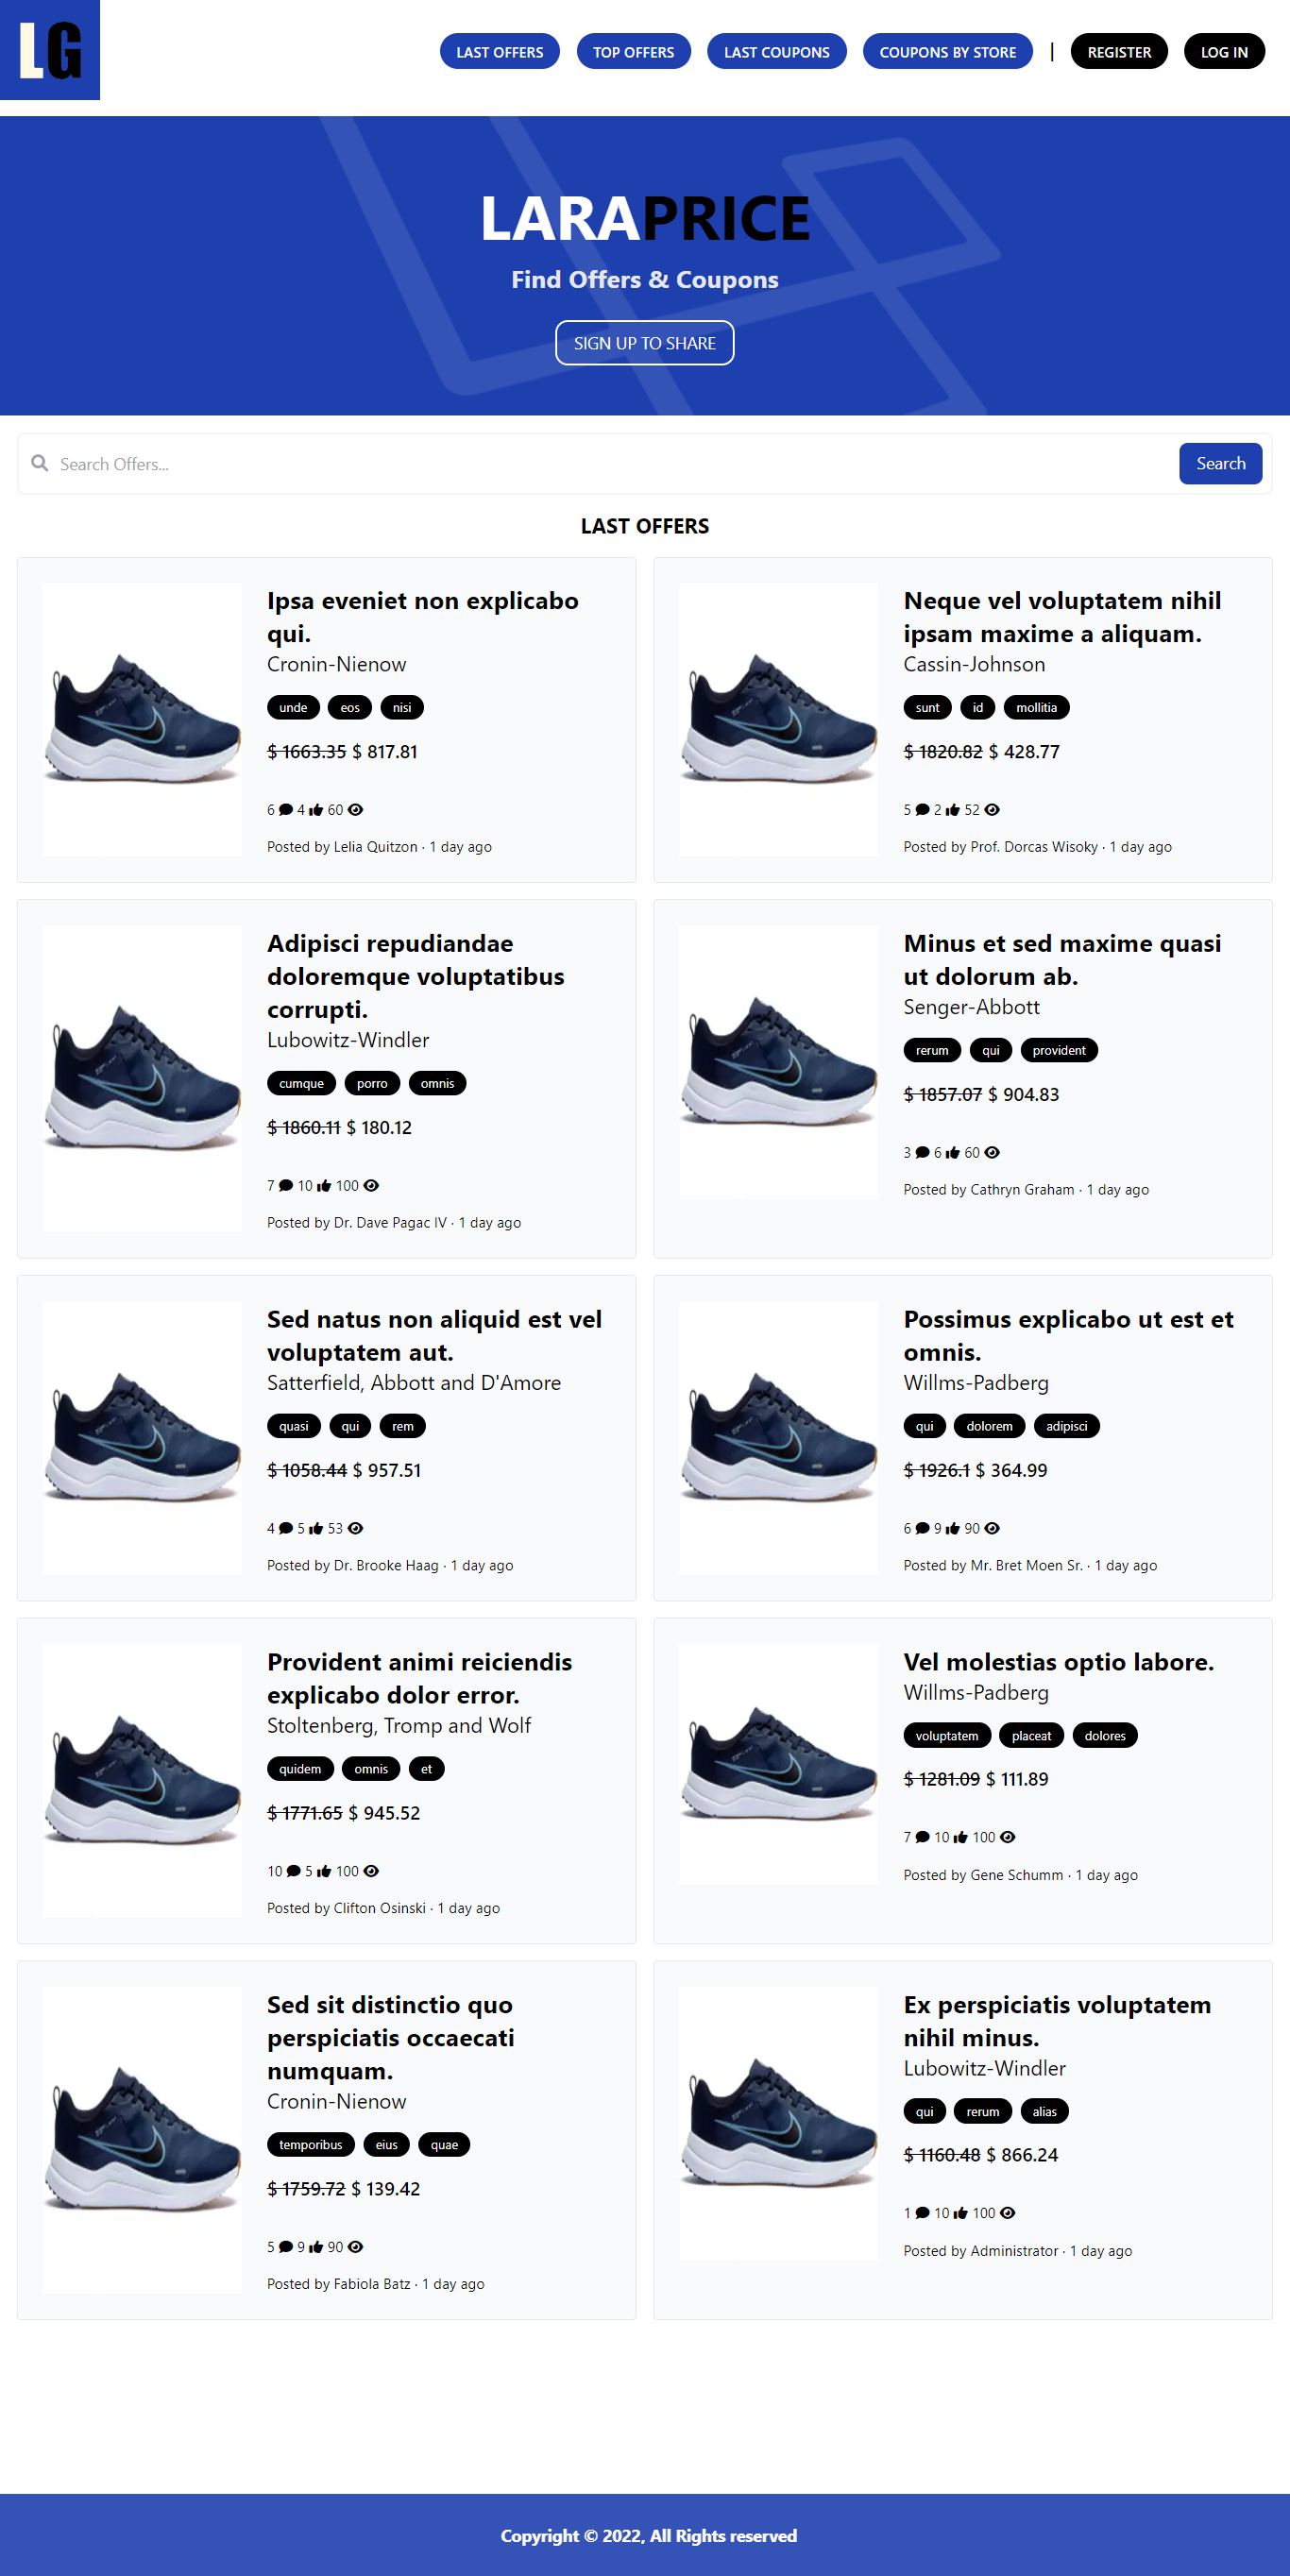 LG
LAST OFFERS TOP OFFERS LAST COUPONS COUPONS BY STORE | REGISTER LOG IN
LARAPRICE
Find Offers & Coupons
SIGN UP TO SHARE
Search Offers...
Search
LAST OFFERS
Ipsa eveniet non explicabo
qui.
Cronin-Nienow
unde eos nisi
$ 1663.35 $ 817.81
6 4 60
Posted by Lelia Quitzon · 1 day ago
Neque vel voluptatem nihil
ipsam maxime a aliquam.
Cassin-Johnson
sunt id mollitia
$ 1820.82 $ 428.77
5 2 52
Posted by Prof. Dorcas Wisoky · 1 day ago
Adipisci repudiandae
doloremque voluptatibus
corrupti.
Lubowitz-Windler
cumque porro omnis
$ 1860.11 $ 180.12
7 10 100
Posted by Dr. Dave Pagac IV · 1 day ago
Minus et sed maxime quasi
ut dolorum ab.
Senger-Abbott
rerum qui provident
$ 1857.07 $ 904.83
3 6 60
Posted by Cathryn Graham · 1 day ago
Sed natus non aliquid est vel
voluptatem aut.
Satterfield, Abbott and D'Amore
quasi qui rem
$ 1058.44 $ 957.51
4 5 53
Posted by Dr. Brooke Haag · 1 day ago
Possimus explicabo ut est et
omnis.
Willms-Padberg
qui dolorem adipisci
$ 1926.1 $ 364.99
6 9 90
Posted by Mr. Bret Moen Sr. · 1 day ago
Provident animi reiciendis
explicabo dolor error.
Stoltenberg, Tromp and Wolf
quidem omnis et
$ 1771.65 $ 945.52
10 5 100
Posted by Clifton Osinski · 1 day ago
Vel molestias optio labore.
Willms-Padberg
voluptatem placeat dolores
$ 1281.09 $ 111.89
7 10 100
Posted by Gene Schumm · 1 day ago
Sed sit distinctio quo
perspiciatis occaecati
numquam.
Cronin-Nienow
temporibus eius quae
$ 1759.72 $ 139.42
5 9 90
Posted by Fabiola Batz · 1 day ago
Ex perspiciatis voluptatem
nihil minus.
Lubowitz-Windler
qui rerum alias
$ 1160.48 $ 866.24
1 10 100
Posted by Administrator · 1 day ago
Copyright © 2022, All Rights reserved